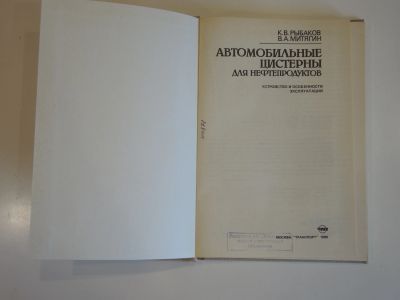 К.В. РЫБАКОВ
В.А. МИТЯГИН
АВТОМОБИЛЬНЫЕ
ЦИСТЕРНЫ
ДЛЯ НЕФТЕПРОДУКТОВ
УСТРОЙСТВО И ОСОБЕННОСТИ
ЭКСПЛУАТАЦИИ
МОСКВА "ТРАНСПОРТ"